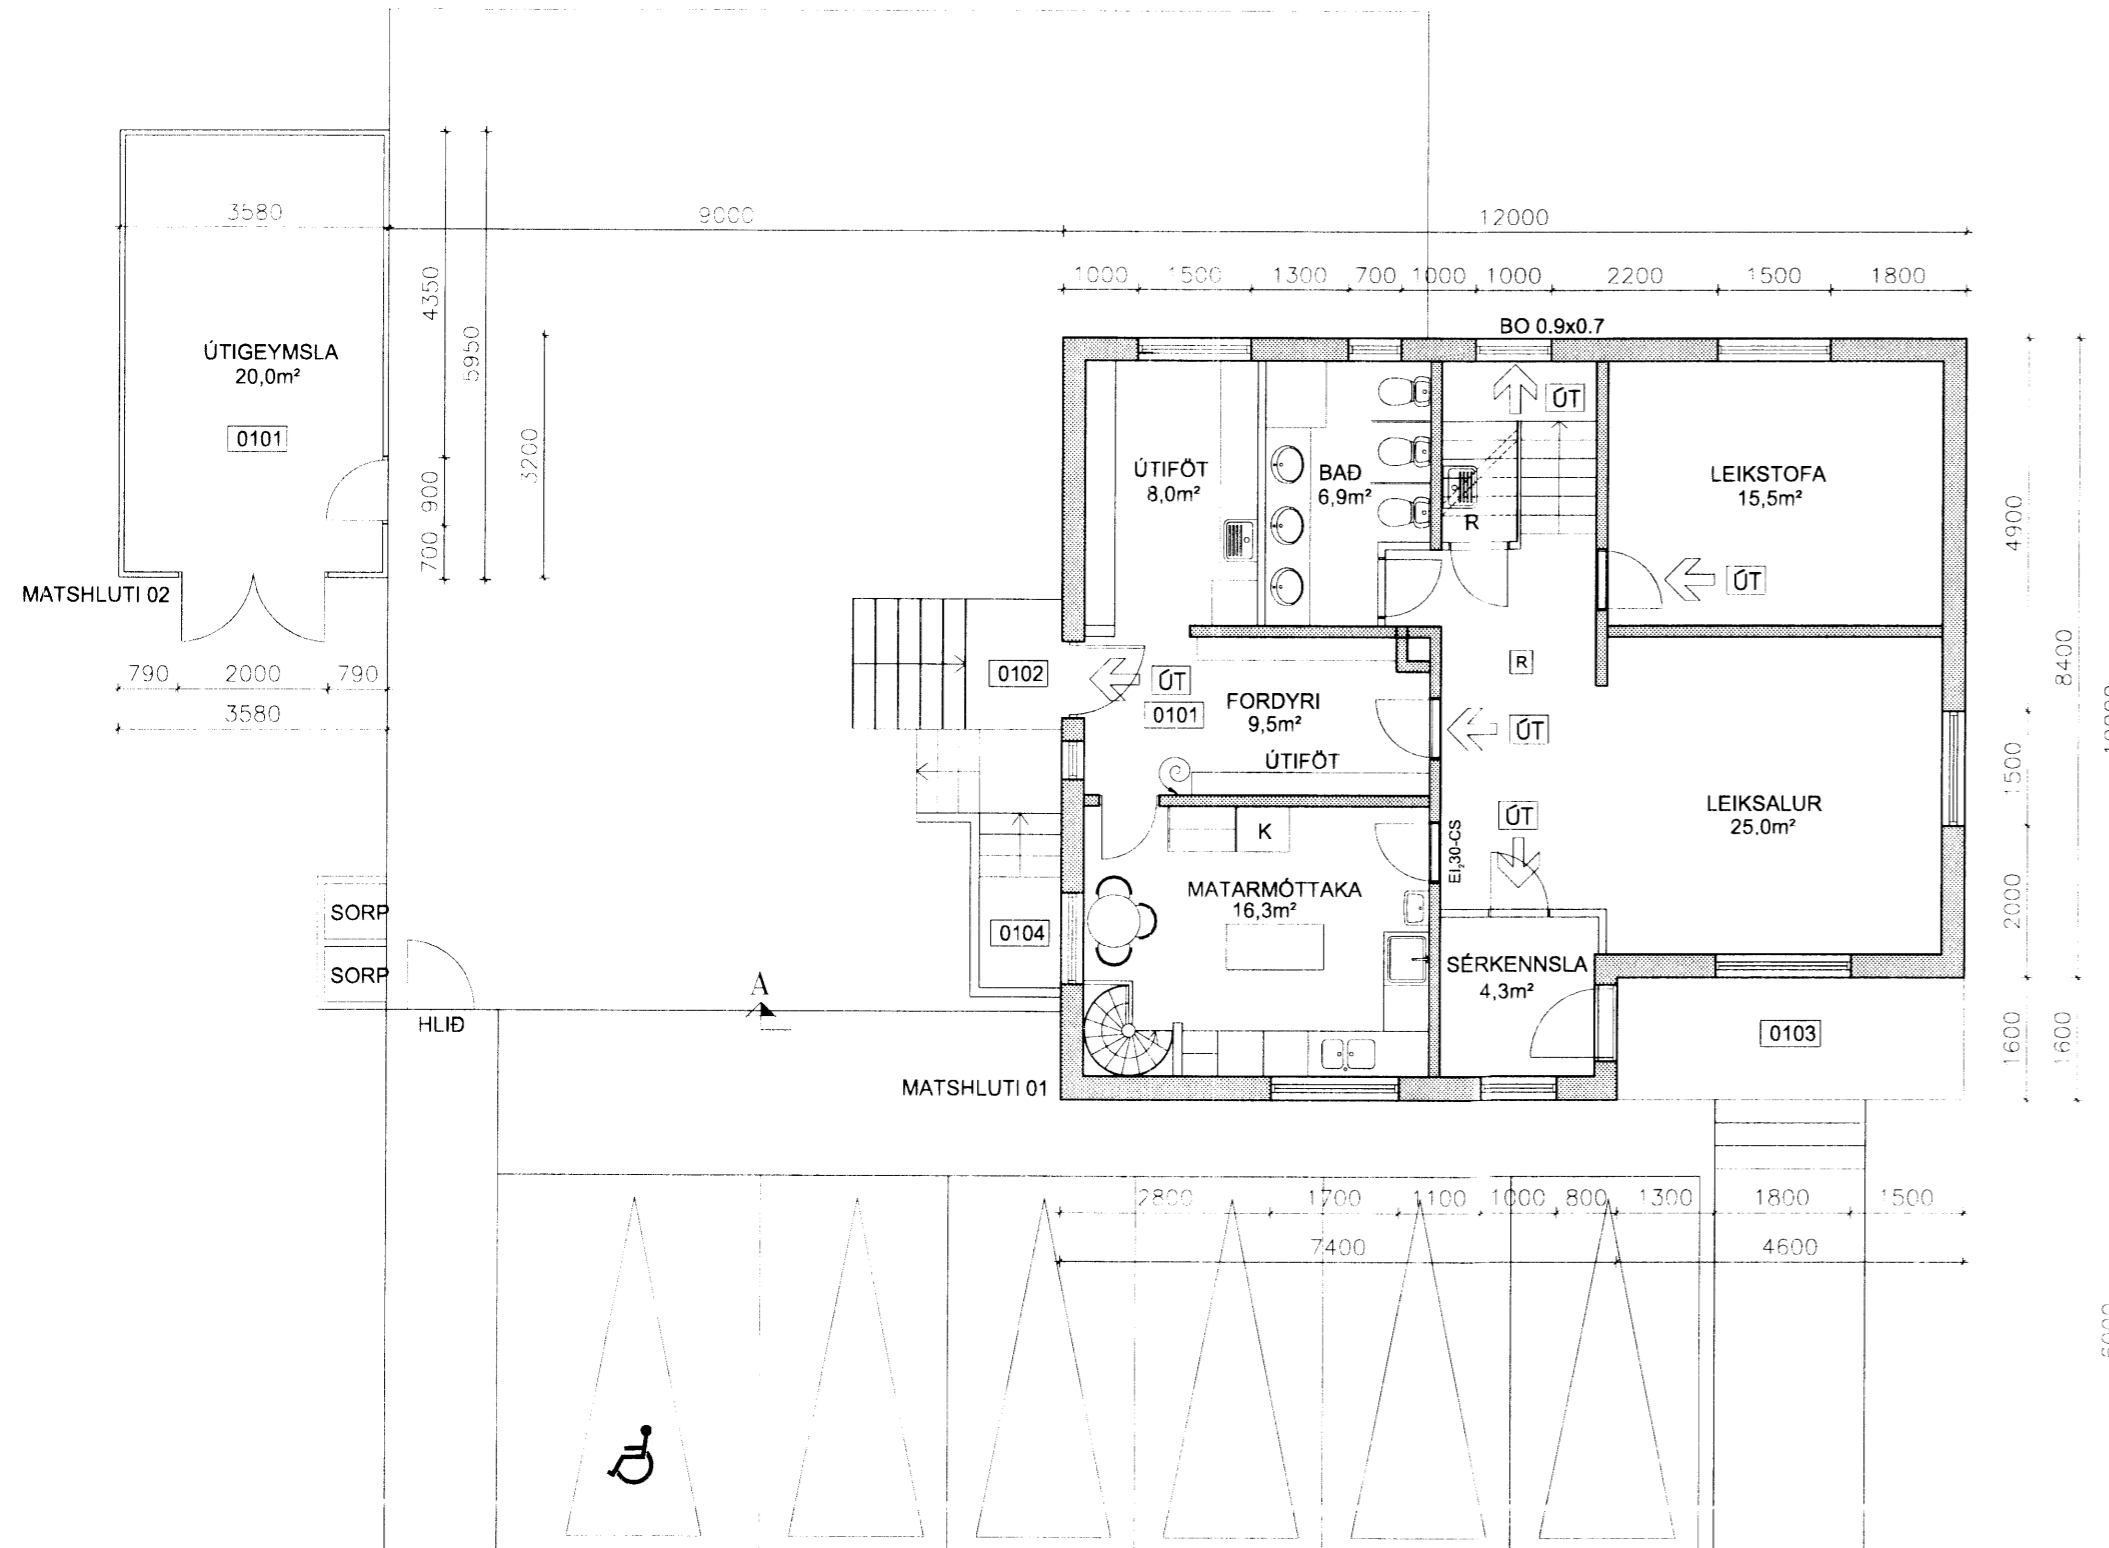 3580
9000
12000
1000 1500 1300 700 1000 1000 2200 1500 1800
BO 0.9x0.7
4350
5950
3200
900
700
ÚTIGEYMSLA
20,0m²
0101
MATSHLUTI 02
790 2000 790
3580
ÚTIFÖT
8,0m²
BAÐ
6,9m²
R
ÚT
LEIKSTOFA
15,5m²
ÚT
4900
8400
1500
2000
1600
1600
0102
ÚT
0101
FORDYRI
9,5m²
ÚTIFÖT
R
ÚT
ÚT
LEIKSALUR
25.0m²
K
EI₂30-CS
MATARMÓTTAKA
16,3m²
0104
SORP
SORP
HLIÐ
A
SÉRKENNSLA
4,3m²
0103
MATSHLUTI 01
2800 1700 1100 1000 800 1300 1800 1500
7400 4600